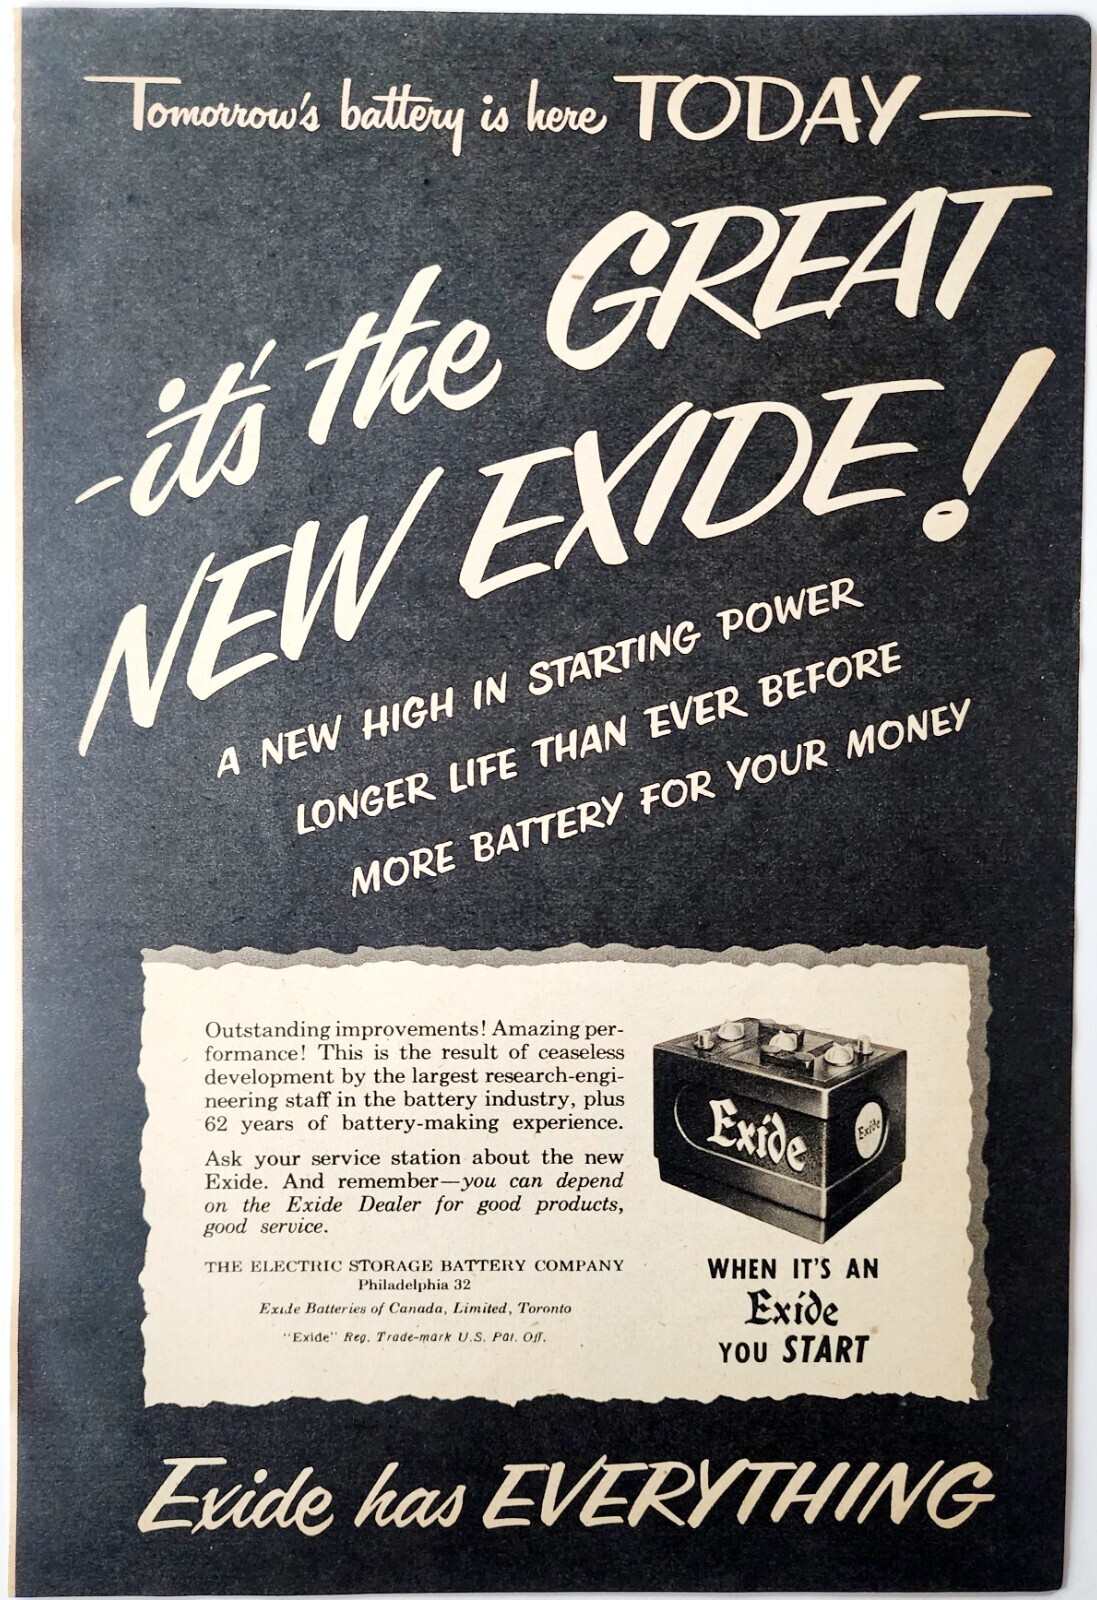 Tomorrow's battery is here TODAY—
-it's the GREAT
NEW EXIDE!
A NEW HIGH IN STARTING POWER
LONGER LIFE THAN EVER BEFORE
MORE BATTERY FOR YOUR MONEY
Outstanding improvements! Amazing per-
formance! This is the result of ceaseless
development by the largest research-engi-
neering staff in the battery industry, plus
62 years of battery-making experience.
Ask your service station about the new
Exide. And remember—you can depend
on the Exide Dealer for good products,
good service.
THE ELECTRIC STORAGE BATTERY COMPANY
Philadelphia 32
Exide Batteries of Canada, Limited, Toronto
"Exide" Reg. Trade-mark U.S. Pat. Off.
Exide
Exide
WHEN IT'S AN
Exide
YOU START
Exide has EVERYTHING